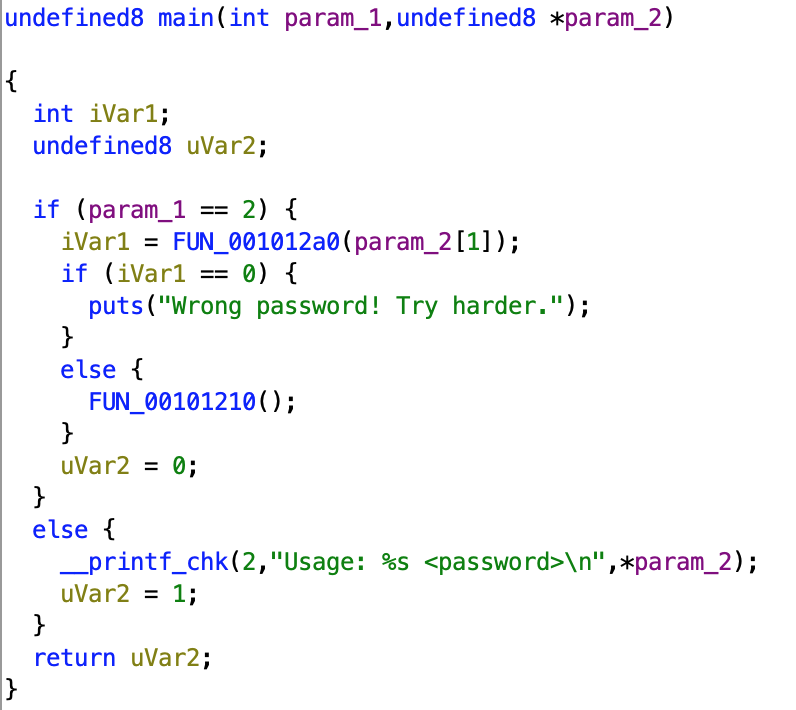 undefined8 main(int param_1,undefined8 *param_2)
{
int iVar1;
undefined8 uVar2;
if (param_1 == 2) {
iVar1 = FUN_001012a0(param_2[1]);
if (iVar1 == 0) {
puts("Wrong password! Try harder.");
}
else {
FUN_00101210();
}
uVar2 = 0;
}
else {
__printf_chk(2,"Usage: %s <password>\n",*param_2);
uVar2 = 1;
}
return uVar2;
}